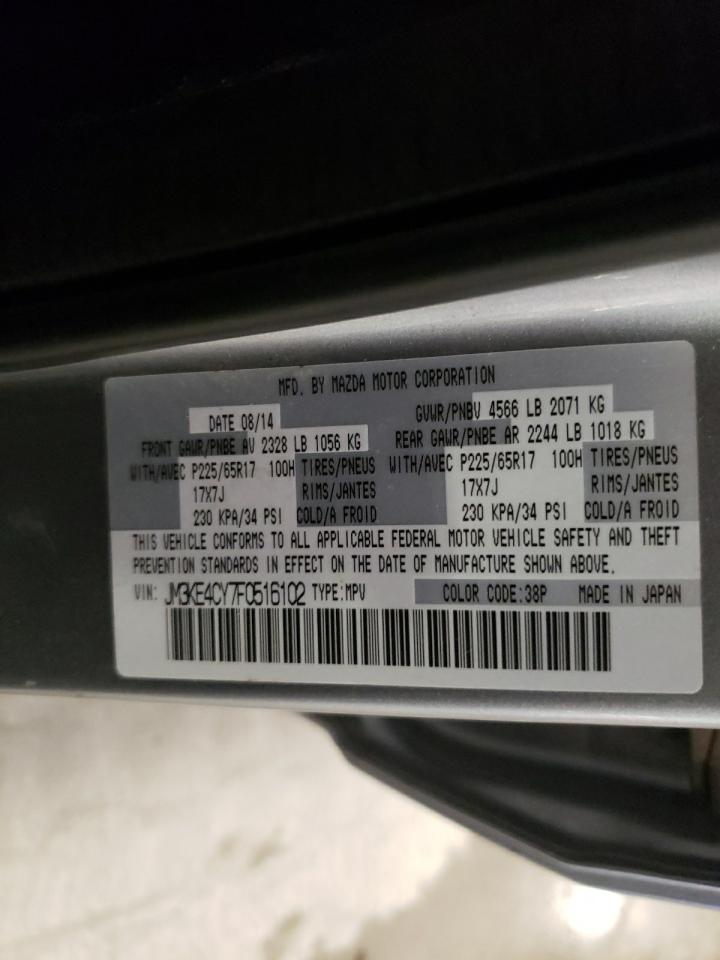 MFD. BY MAZDA MOTOR CORPORATION
DATE 08/14 GVWR/PNBV 4566 LB 2071 KG
FRONT GAWR/PNBE AV 2328 LB 1056 KG REAR GAWR/PNBE AR 2244 LB 1018 KG
WITH/AVEC P225/65R17 100H TIRES/PNEUS WITH/AVEC P225/65R17 100H TIRES/PNEUS
17X7J RIMS/JANTES 17X7J RIMS/JANTES
230 KPA/34 PSI COLD/A FROID 230 KPA/34 PSI COLD/A FROID
THIS VEHICLE CONFORMS TO ALL APPLICABLE FEDERAL MOTOR VEHICLE SAFETY AND THEFT
PREVENTION STANDARDS IN EFFECT ON THE DATE OF MANUFACTURE SHOWN ABOVE.
VIN: JM3KE4CY7F0516102 TYPE:MPV COLOR CODE:38P MADE IN JAPAN